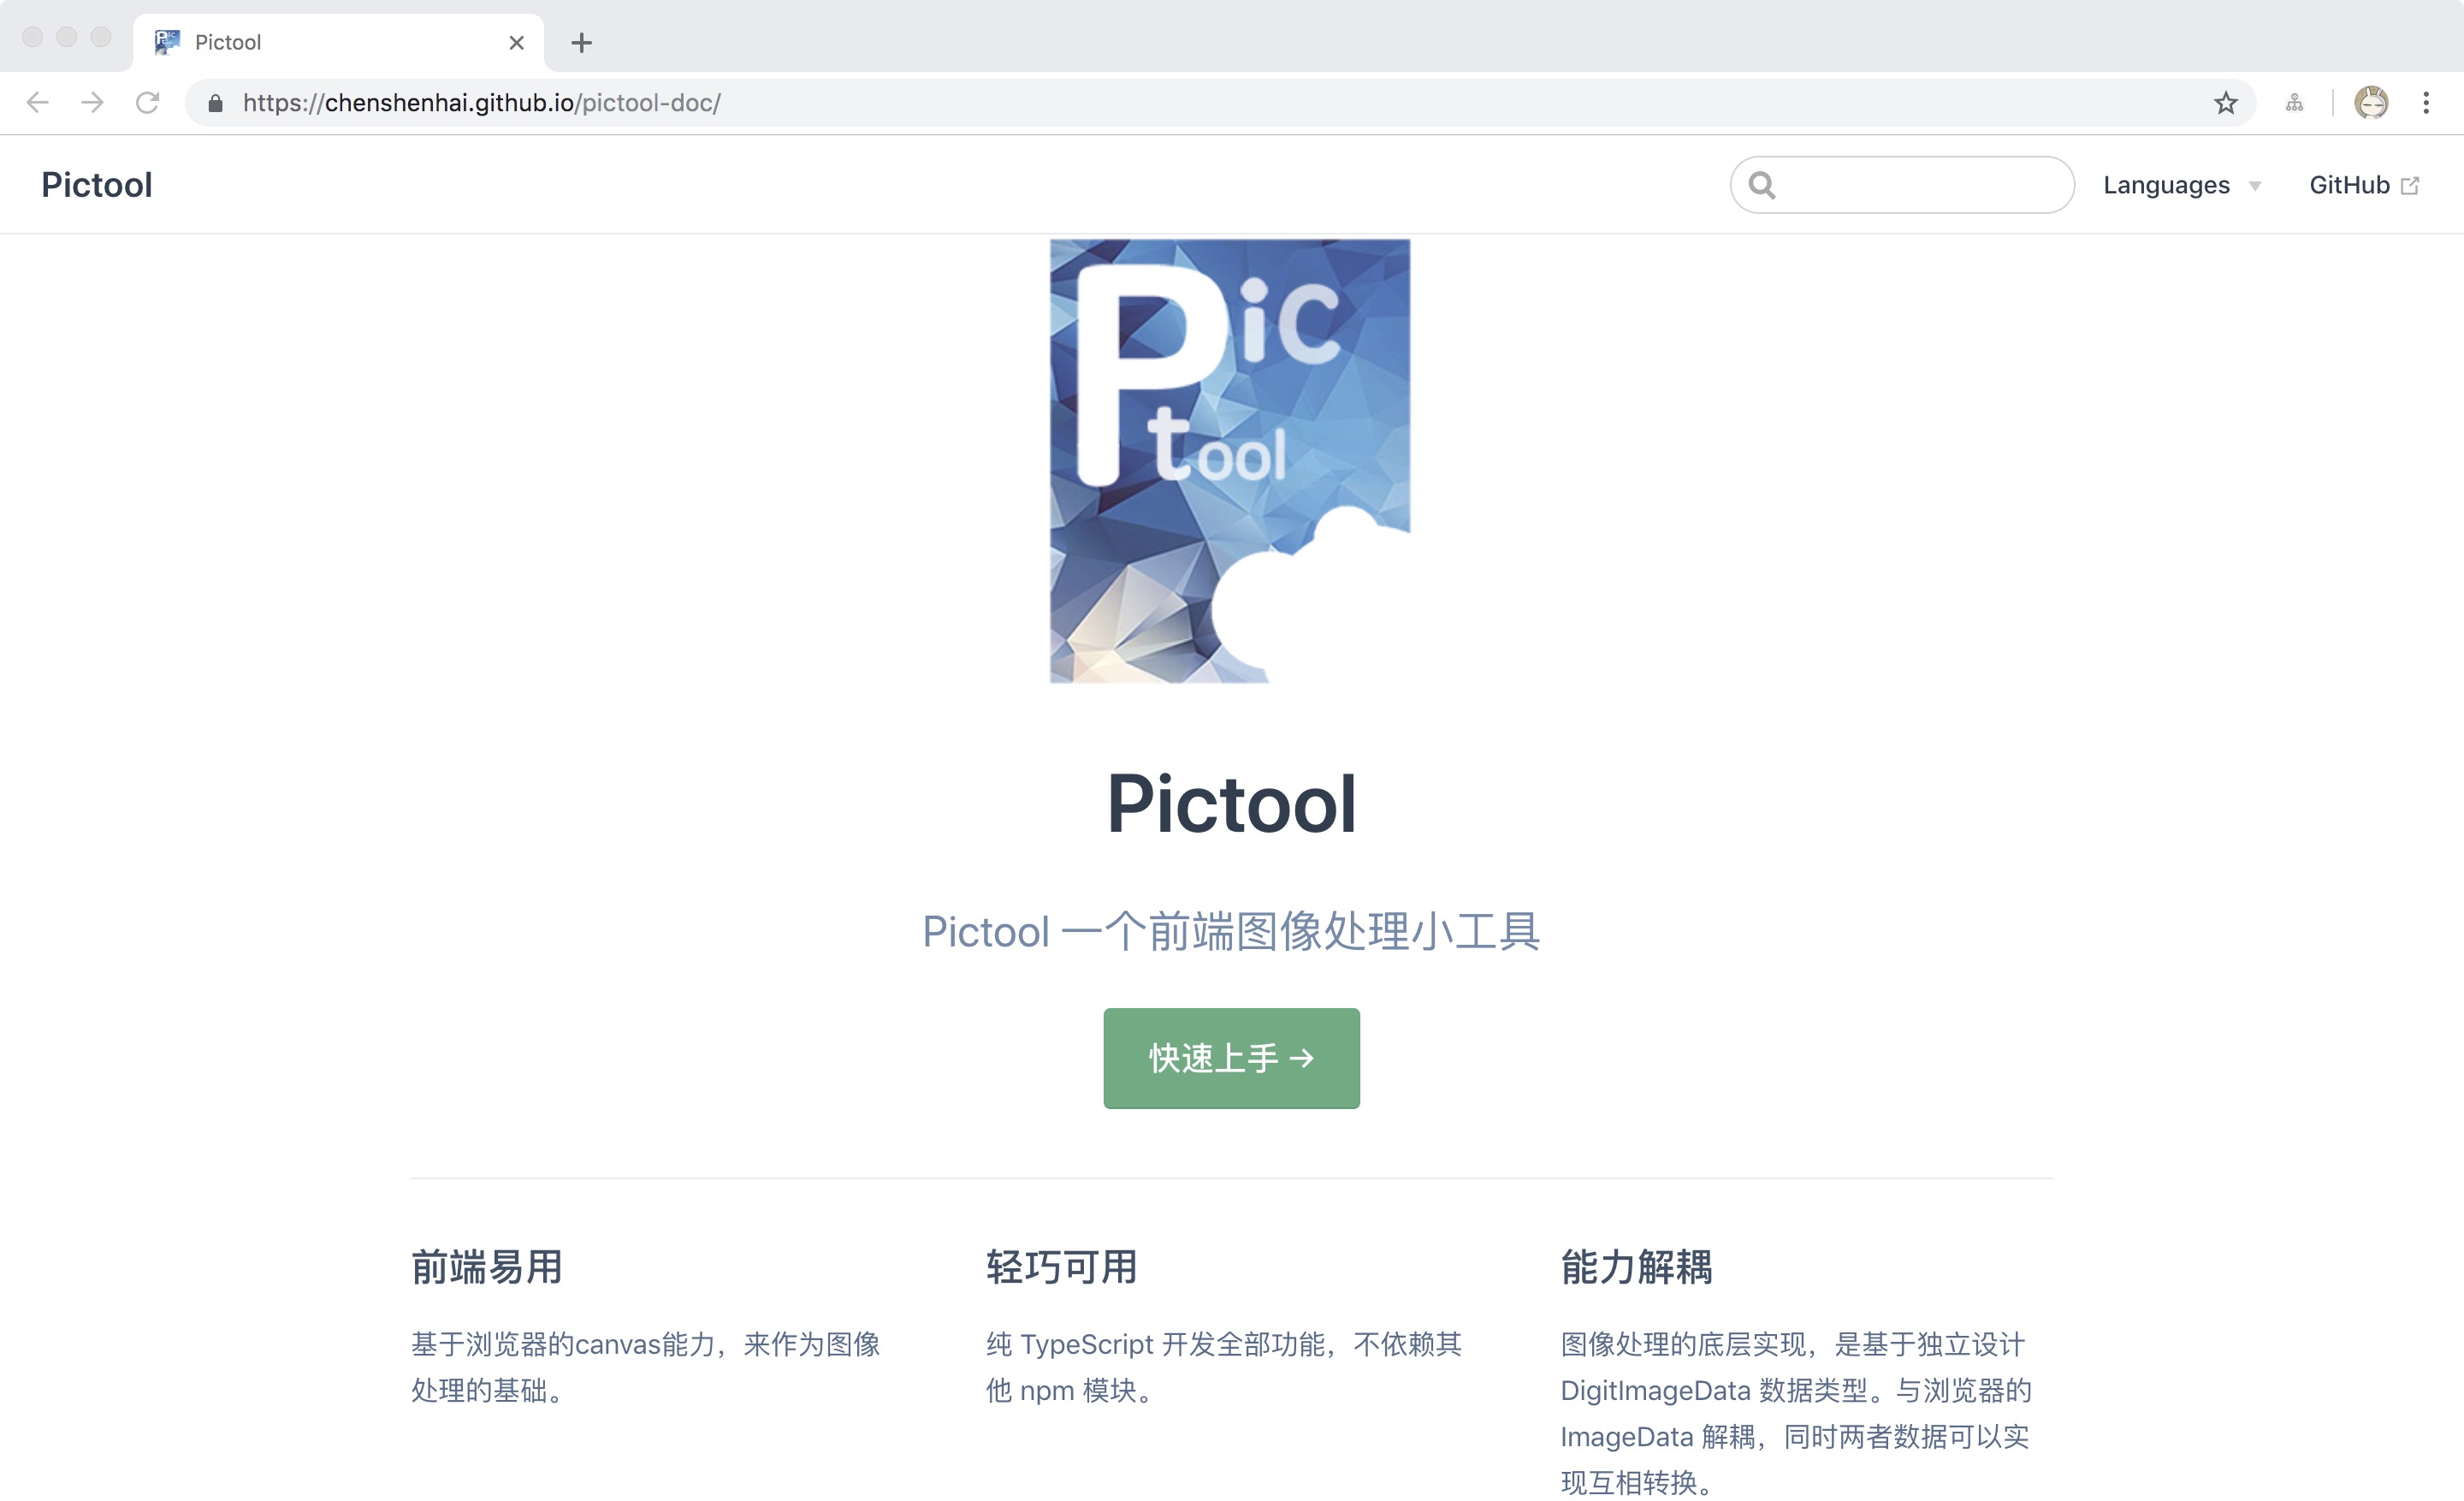 Pictool
https://chenshenhai.github.io/pictool-doc/
Pictool
Languages
GitHub
PiC
tool
Pictool
Pictool 一个前端图像处理小工具
快速上手 →
前端易用
基于浏览器的canvas能力，来作为图像
处理的基础。
轻巧可用
纯 TypeScript 开发全部功能，不依赖其
他 npm 模块。
能力解耦
图像处理的底层实现，是基于独立设计
DigitImageData 数据类型。与浏览器的
ImageData 解耦，同时两者数据可以实
现互相转换。